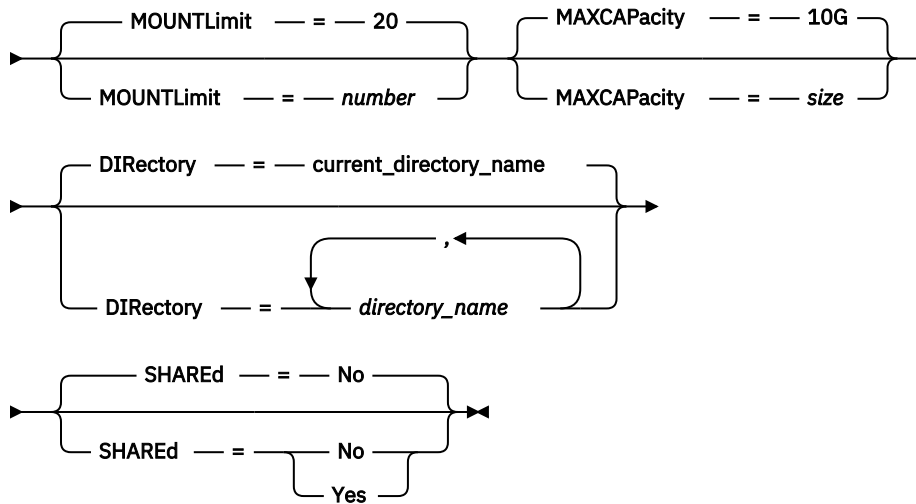 MOUNTLimit = 20 MAXCAPacity = 10G
MOUNTLimit = number MAXCAPacity = size
DIRectory = current_directory_name
,
DIRectory = directory_name
SHAREd = No
SHAREd = No
Yes